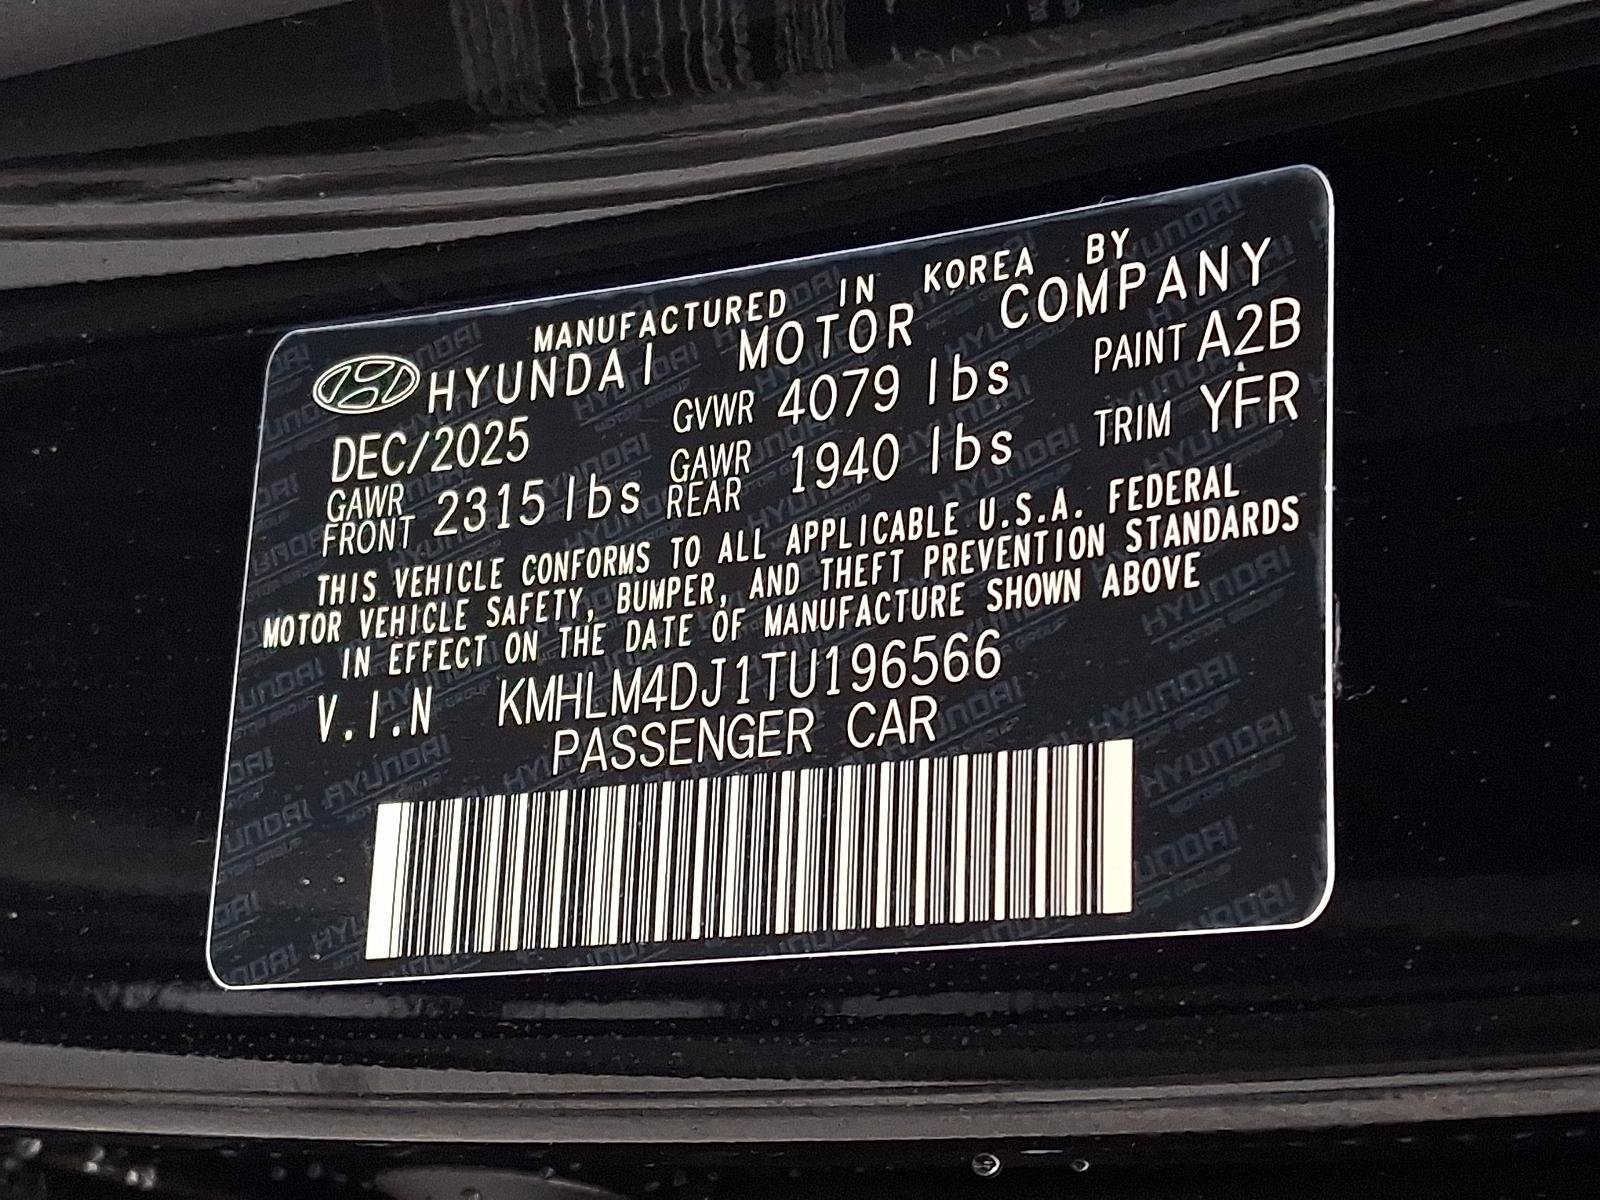 MANUFACTURED IN KOREA BY
HYUNDAI MOTOR COMPANY
DEC/2025 GVWR 4079 lbs PAINT A2B
GAWR FRONT 2315 lbs GAWR REAR 1940 lbs TRIM YFR
THIS VEHICLE CONFORMS TO ALL APPLICABLE U.S.A. FEDERAL
MOTOR VEHICLE SAFETY, BUMPER, AND THEFT PREVENTION STANDARDS
IN EFFECT ON THE DATE OF MANUFACTURE SHOWN ABOVE
V.I.N KMHLM4DJ1TU196566
PASSENGER CAR